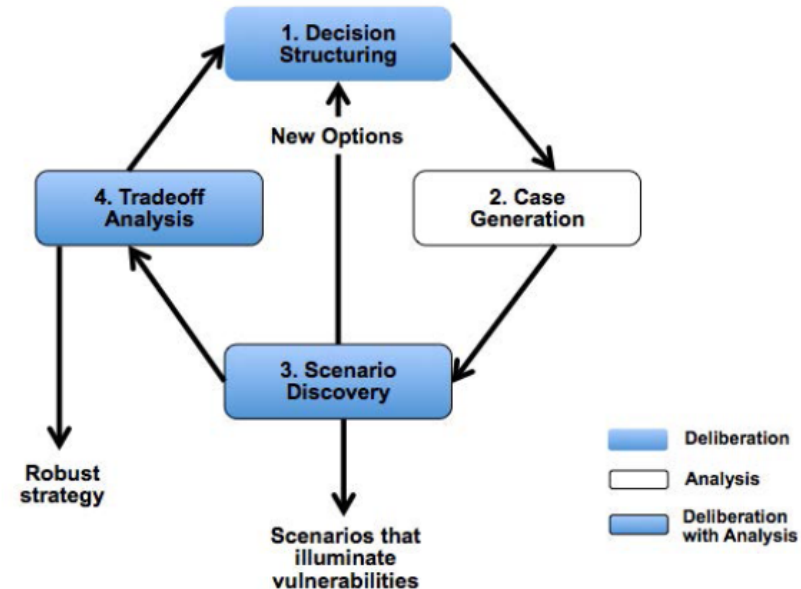 1. Decision
Structuring
New Options
4. Tradeoff
Analysis
2. Case
Generation
3. Scenario
Discovery
Robust
strategy
Scenarios that
illuminate
vulnerabilities
Deliberation
Analysis
Deliberation
with Analysis